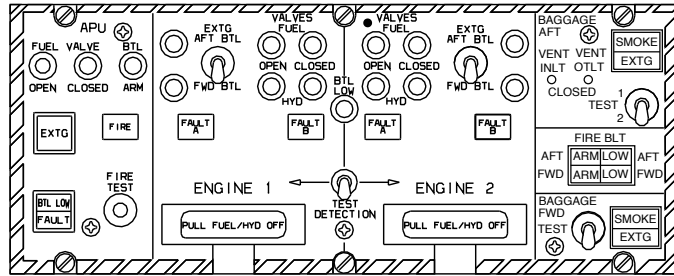 APU
FUEL VALVE BTL
OPEN CLOSED ARM
EXTG
FIRE
BTL LOW
FAULT
FIRE
TEST
EXTG
AFT BTL
FWD BTL
VALVES
FUEL
OPEN CLOSED
HYD
FAULT
A
FAULT
B
ENGINE 1
PULL FUEL/HYD OFF
BTL
LOW
TEST
DETECTION
VALVES
FUEL
OPEN CLOSED
HYD
EXTG
AFT BTL
FWD BTL
FAULT
A
FAULT
B
ENGINE 2
PULL FUEL/HYD OFF
BAGGAGE
AFT
SMOKE
EXTG
VENT VENT
INLT OTLT
CLOSED
TEST 1
2
FIRE BLT
AFT ARM LOW AFT
FWD ARM LOW FWD
BAGGAGE
FWD
TEST
SMOKE
EXTG